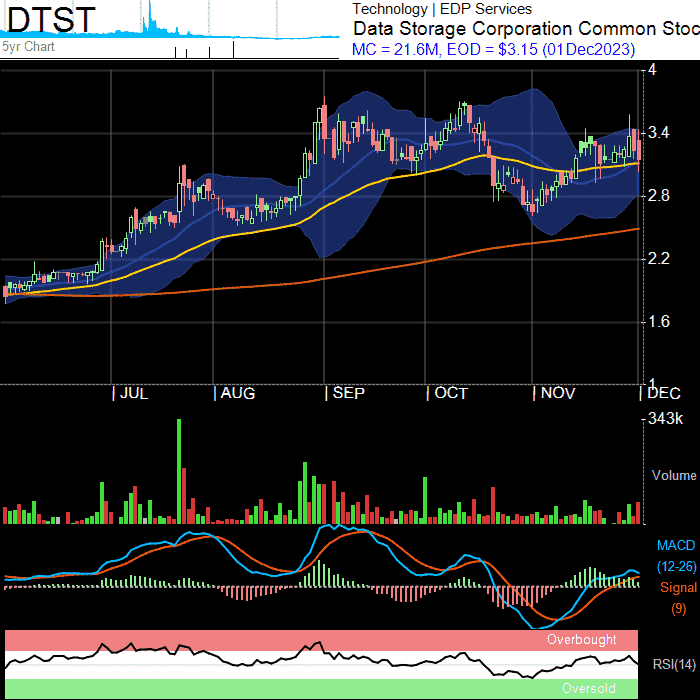 DTST
5yr Chart
Technology | EDP Services
Data Storage Corporation Common Stoc
MC = 21.6M, EOD = $3.15 (01Dec2023)
4
3.4
2.8
2.2
1.6
1
JUL AUG SEP OCT NOV DEC
343k
Volume
MACD
(12-26)
Signal
(9)
Overbought
RSI(14)
Oversold